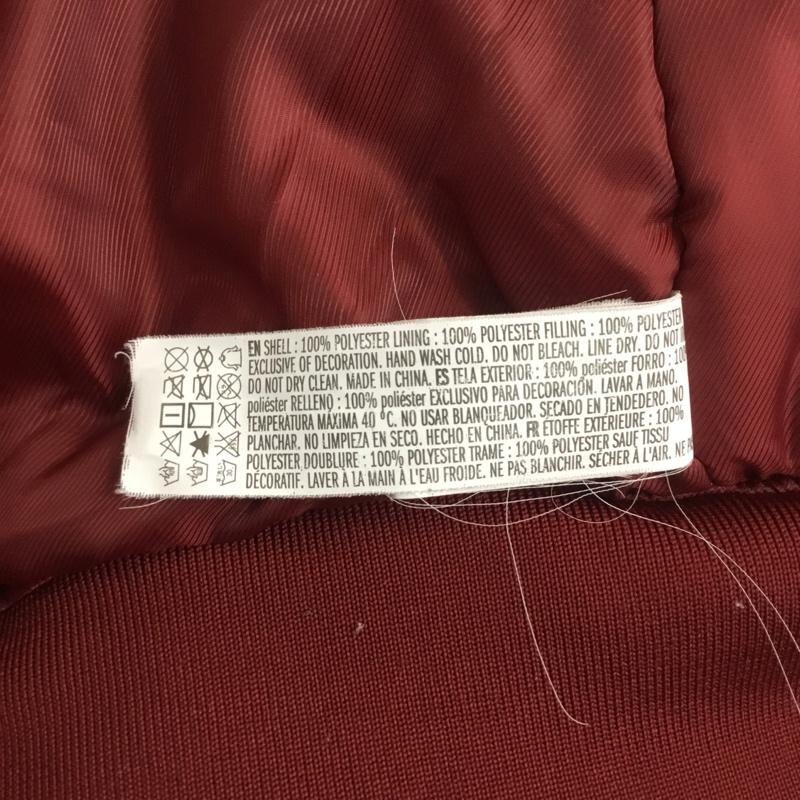 EN SHELL : 100% POLYESTER LINING : 100% POLYESTER FILLING : 100% POLYESTER
EXCLUSIVE OF DECORATION. HAND WASH COLD. DO NOT BLEACH. LINE DRY. DO NOT
DO NOT DRY CLEAN. MADE IN CHINA. ES TELA EXTERIOR : 100% poliéster FORRO :
poliéster RELLENO : 100% poliéster EXCLUSIVO PARA DECORACIÓN. LAVAR A MANO.
TEMPERATURA MÁXIMA 40 °C. NO USAR BLANQUEADOR. SECADO EN TENDEDERO. NO
PLANCHAR. NO LIMPIEZA EN SECO. HECHO EN CHINA. FR ÉTOFFE EXTÉRIEURE : 100%
POLYESTER DOUBLURE : 100% POLYESTER TRAME : 100% POLYESTER SAUF TISSU
DÉCORATIF. LAVER À LA MAIN À L'EAU FROIDE. NE PAS BLANCHIR. SÉCHER À L'AIR. NE